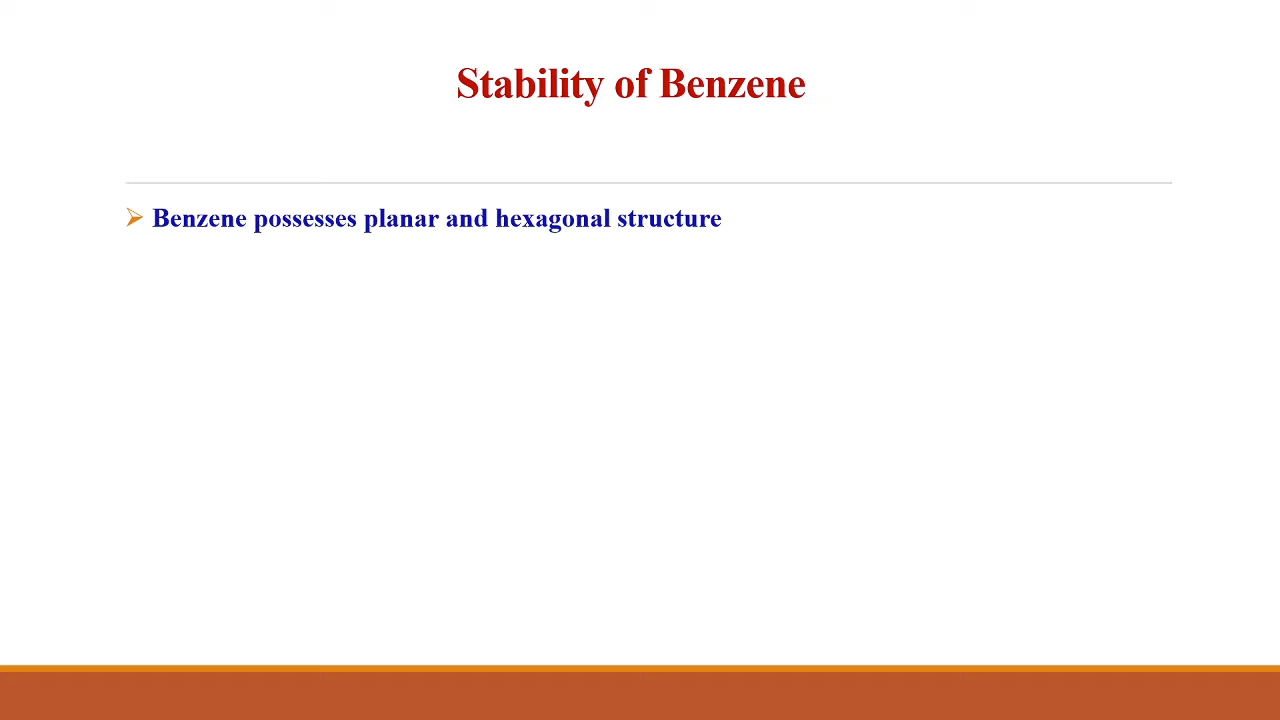 Stability of Benzene
➢ Benzene possesses planar and hexagonal structure